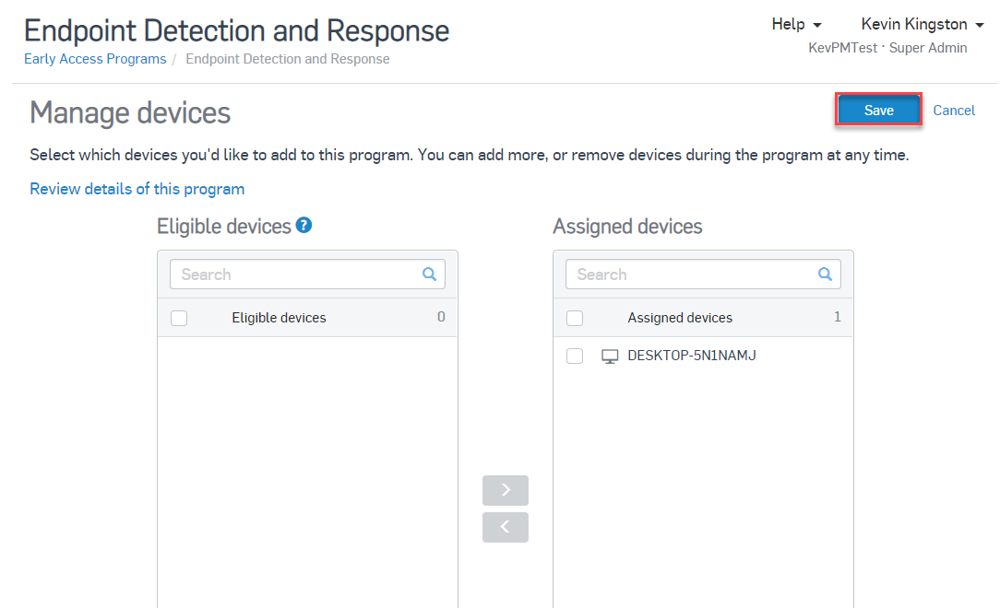 Endpoint Detection and Response
Help
Kevin Kingston
KevPMTest · Super Admin
Early Access Programs / Endpoint Detection and Response
Manage devices
Save
Cancel
Select which devices you'd like to add to this program. You can add more, or remove devices during the program at any time.
Review details of this program
Eligible devices ?
Assigned devices
Search
Search
Eligible devices 0
Assigned devices 1
DESKTOP-5N1NAMJ